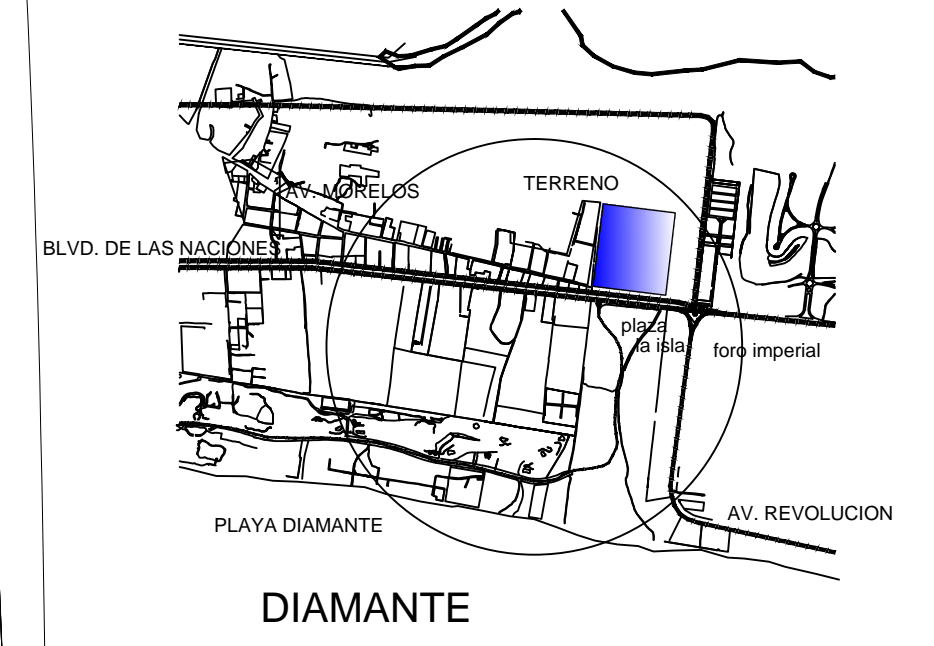 TERRENO
AV. MORELOS
BLVD. DE LAS NACIONES
plaza
la isla
foro imperial
AV. REVOLUCION
PLAYA DIAMANTE
DIAMANTE